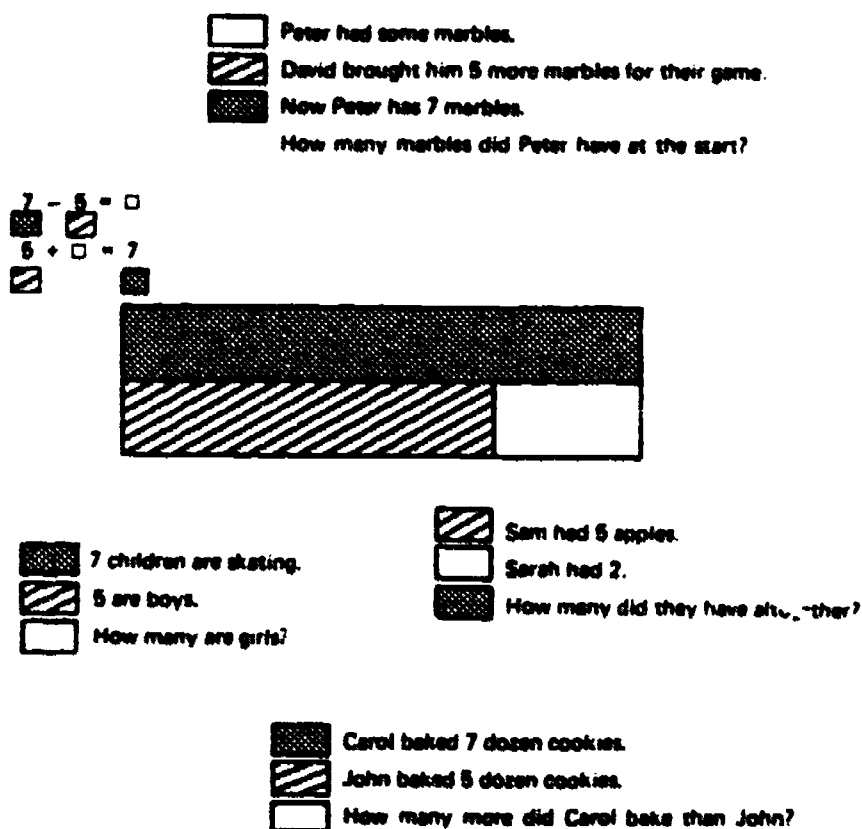 Peter had some marbles.
David brought him 5 more marbles for their game.
Now Peter has 7 marbles.
How many marbles did Peter have at the start?
7 - 5 = □
5 + □ = 7
7 children are skating.
5 are boys.
How many are girls?
Sam had 5 apples.
Sarah had 2.
How many did they have
Carol baked 7 dozen cookies.
John baked 5 dozen cookies.
How many more did Carol bake than John?